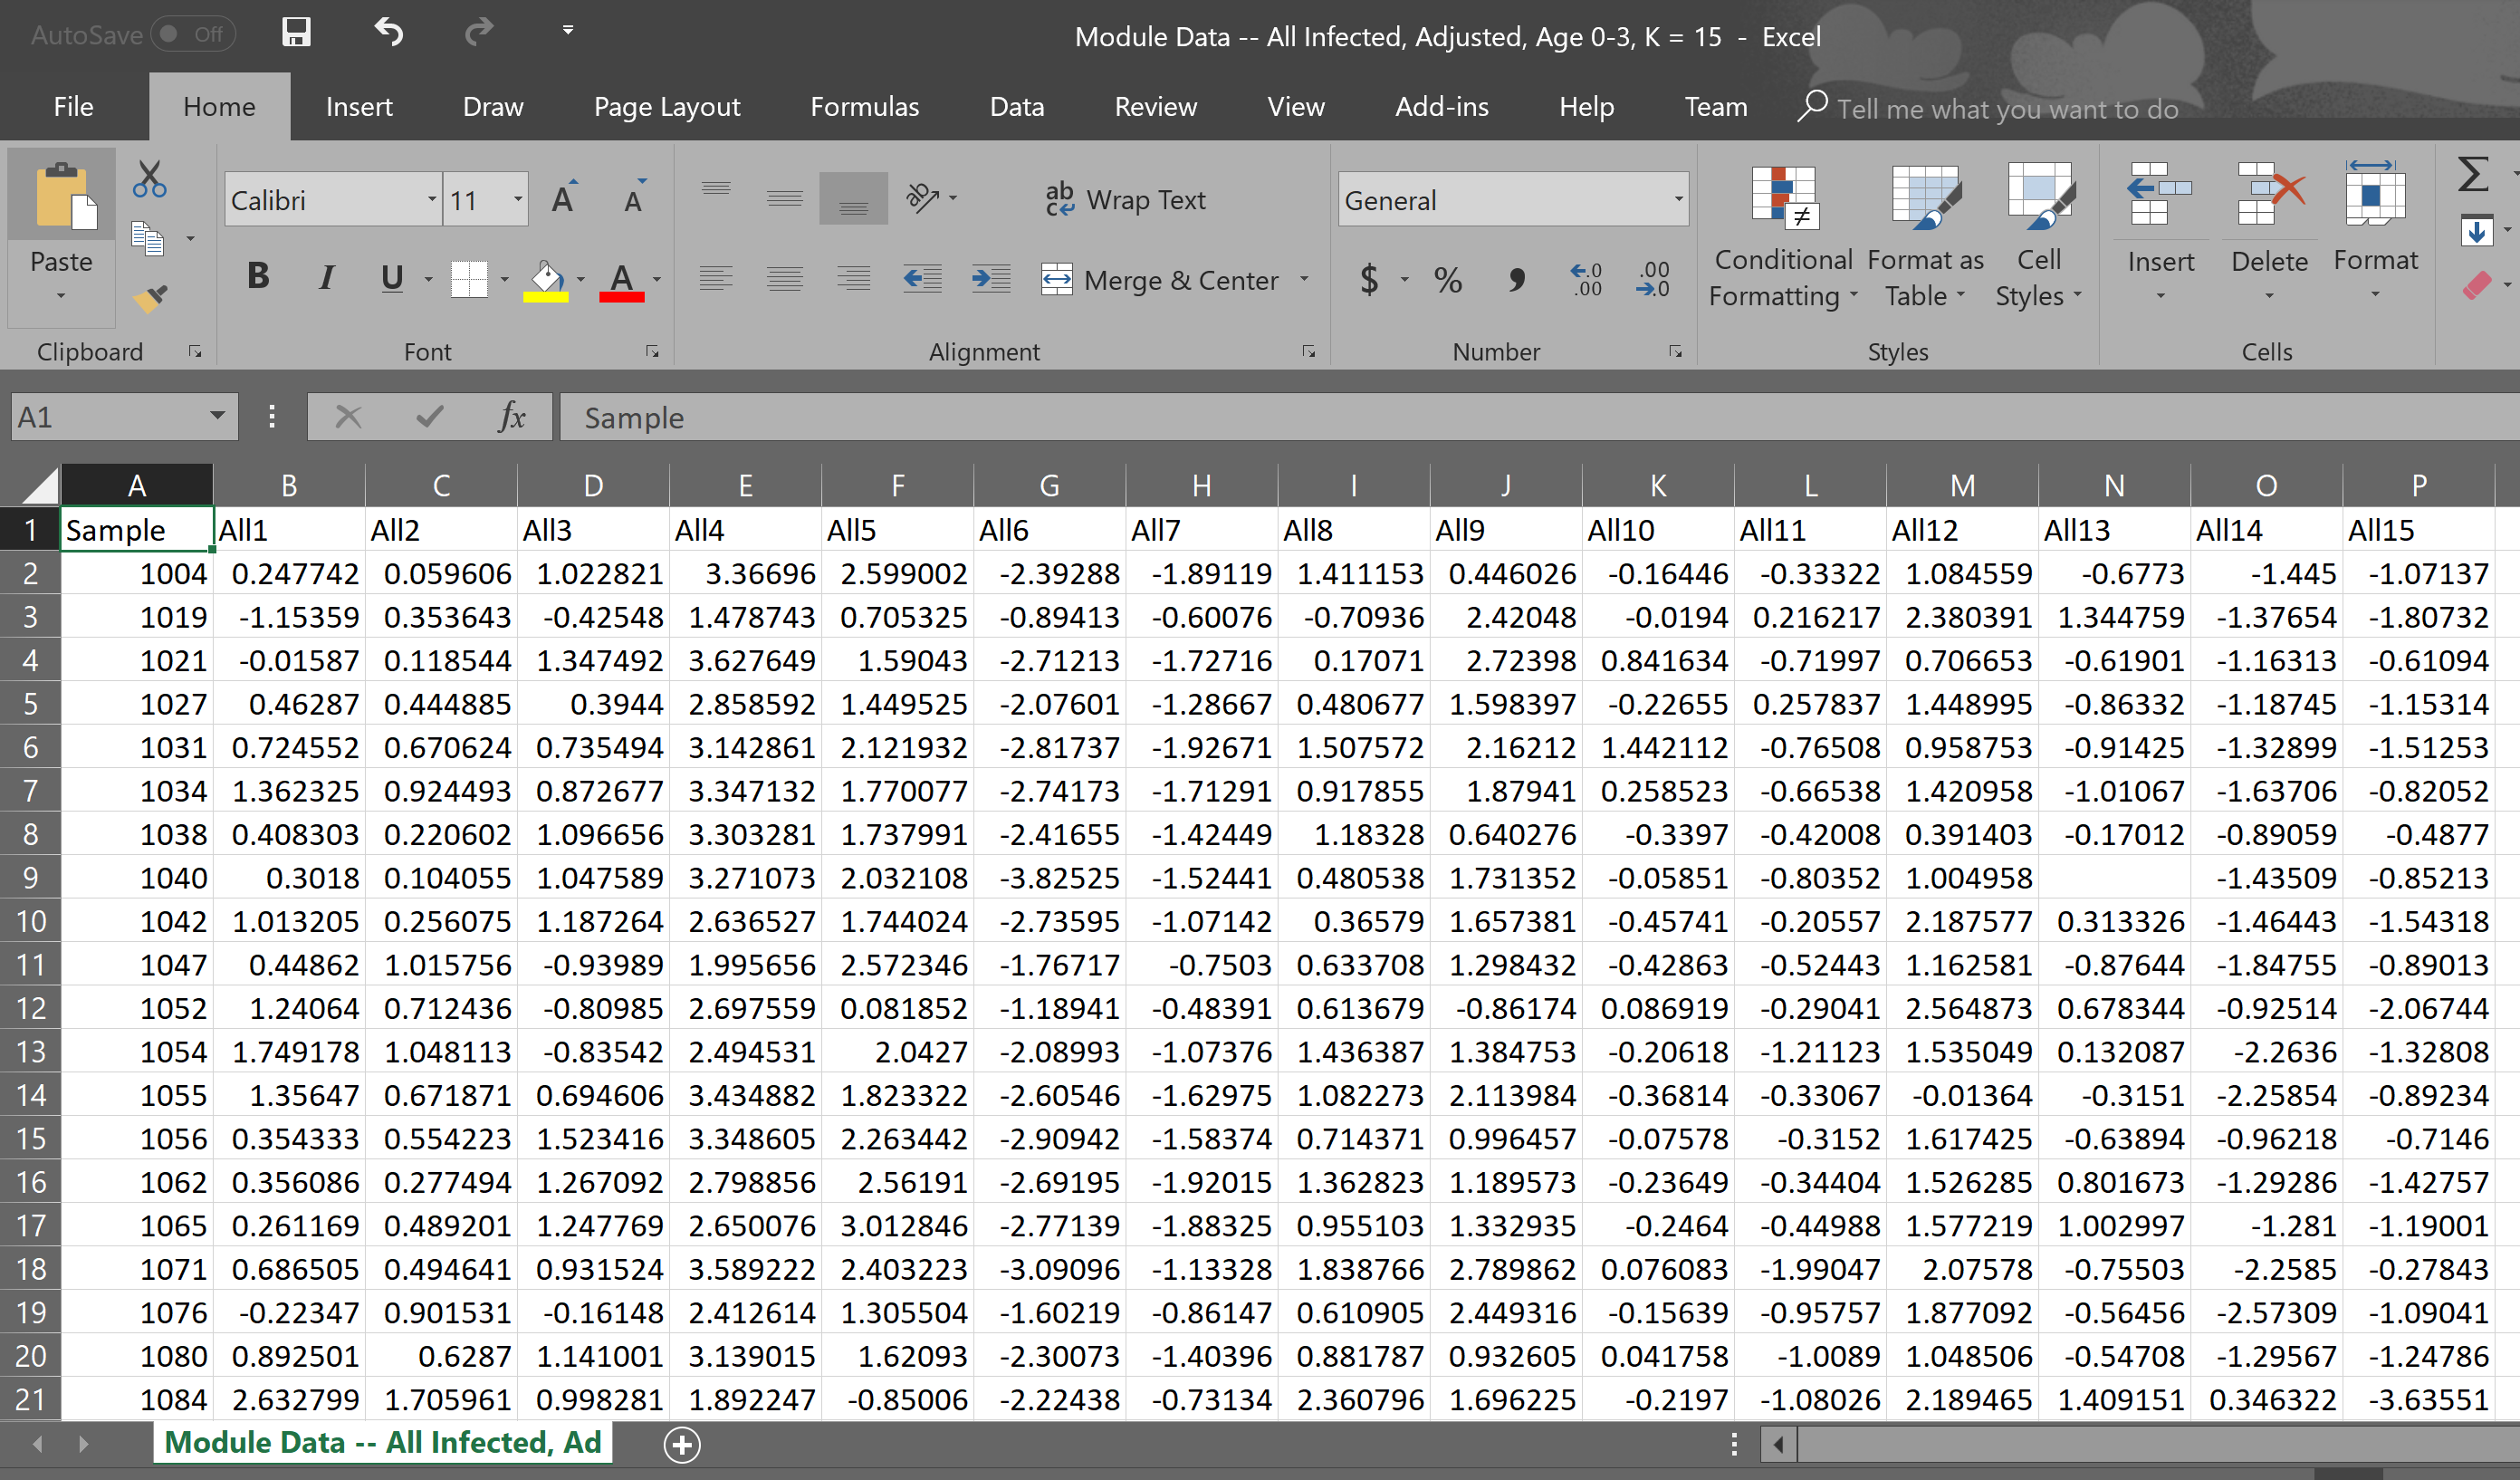 AutoSave Off Module Data -- All Infected, Adjusted, Age 0-3, K = 15 - Excel
File Home Insert Draw Page Layout Formulas Data Review View Add-ins Help Team Tell me what you want to do
Paste
Calibri 11 A A
B I U A
Wrap Text
Merge & Center
General
$ % , .0 .00 .00 .0
Conditional Formatting
Format as Table
Cell Styles
Insert Delete Format
Clipboard Font Alignment Number Styles Cells
A1 fx Sample
A B C D E F G H I J K L M N O P
1 Sample All1 All2 All3 All4 All5 All6 All7 All8 All9 All10 All11 All12 All13 All14 All15
2 1004 0.247742 0.059606 1.022821 3.36696 2.599002 -2.39288 -1.89119 1.411153 0.446026 -0.16446 -0.33322 1.084559 -0.6773 -1.445 -1.07137
3 1019 -1.15359 0.353643 -0.42548 1.478743 0.705325 -0.89413 -0.60076 -0.70936 2.42048 -0.0194 0.216217 2.380391 1.344759 -1.37654 -1.80732
4 1021 -0.01587 0.118544 1.347492 3.627649 1.59043 -2.71213 -1.72716 0.17071 2.72398 0.841634 -0.71997 0.706653 -0.61901 -1.16313 -0.61094
5 1027 0.46287 0.444885 0.3944 2.858592 1.449525 -2.07601 -1.28667 0.480677 1.598397 -0.22655 0.257837 1.448995 -0.86332 -1.18745 -1.15314
6 1031 0.724552 0.670624 0.735494 3.142861 2.121932 -2.81737 -1.92671 1.507572 2.16212 1.442112 -0.76508 0.958753 -0.91425 -1.32899 -1.51253
7 1034 1.362325 0.924493 0.872677 3.347132 1.770077 -2.74173 -1.71291 0.917855 1.87941 0.258523 -0.66538 1.420958 -1.01067 -1.63706 -0.82052
8 1038 0.408303 0.220602 1.096656 3.303281 1.737991 -2.41655 -1.42449 1.18328 0.640276 -0.3397 -0.42008 0.391403 -0.17012 -0.89059 -0.4877
9 1040 0.3018 0.104055 1.047589 3.271073 2.032108 -3.82525 -1.52441 0.480538 1.731352 -0.05851 -0.80352 1.004958 -1.43509 -0.85213
10 1042 1.013205 0.256075 1.187264 2.636527 1.744024 -2.73595 -1.07142 0.36579 1.657381 -0.45741 -0.20557 2.187577 0.313326 -1.46443 -1.54318
11 1047 0.44862 1.015756 -0.93989 1.995656 2.572346 -1.76717 -0.7503 0.633708 1.298432 -0.42863 -0.52443 1.162581 -0.87644 -1.84755 -0.89013
12 1052 1.24064 0.712436 -0.80985 2.697559 0.081852 -1.18941 -0.48391 0.613679 -0.86174 0.086919 -0.29041 2.564873 0.678344 -0.92514 -2.06744
13 1054 1.749178 1.048113 -0.83542 2.494531 2.0427 -2.08993 -1.07376 1.436387 1.384753 -0.20618 -1.21123 1.535049 0.132087 -2.2636 -1.32808
14 1055 1.35647 0.671871 0.694606 3.434882 1.823322 -2.60546 -1.62975 1.082273 2.113984 -0.36814 -0.33067 -0.01364 -0.3151 -2.25854 -0.89234
15 1056 0.354333 0.554223 1.523416 3.348605 2.263442 -2.90942 -1.58374 0.714371 0.996457 -0.07578 -0.3152 1.617425 -0.63894 -0.96218 -0.7146
16 1062 0.356086 0.277494 1.267092 2.798856 2.56191 -2.69195 -1.92015 1.362823 1.189573 -0.23649 -0.34404 1.526285 0.801673 -1.29286 -1.42757
17 1065 0.261169 0.489201 1.247769 2.650076 3.012846 -2.77139 -1.88325 0.955103 1.332935 -0.2464 -0.44988 1.577219 1.002997 -1.281 -1.19001
18 1071 0.686505 0.494641 0.931524 3.589222 2.403223 -3.09096 -1.13328 1.838766 2.789862 0.076083 -1.99047 2.07578 -0.75503 -2.2585 -0.27843
19 1076 -0.22347 0.901531 -0.16148 2.412614 1.305504 -1.60219 -0.86147 0.610905 2.449316 -0.15639 -0.95757 1.877092 -0.56456 -2.57309 -1.09041
20 1080 0.892501 0.6287 1.141001 3.139015 1.62093 -2.30073 -1.40396 0.881787 0.932605 0.041758 -1.0089 1.048506 -0.54708 -1.29567 -1.24786
21 1084 2.632799 1.705961 0.998281 1.892247 -0.85006 -2.22438 -0.73134 2.360796 1.696225 -0.2197 -1.08026 2.189465 1.409151 0.346322 -3.63551
Module Data -- All Infected, Ad